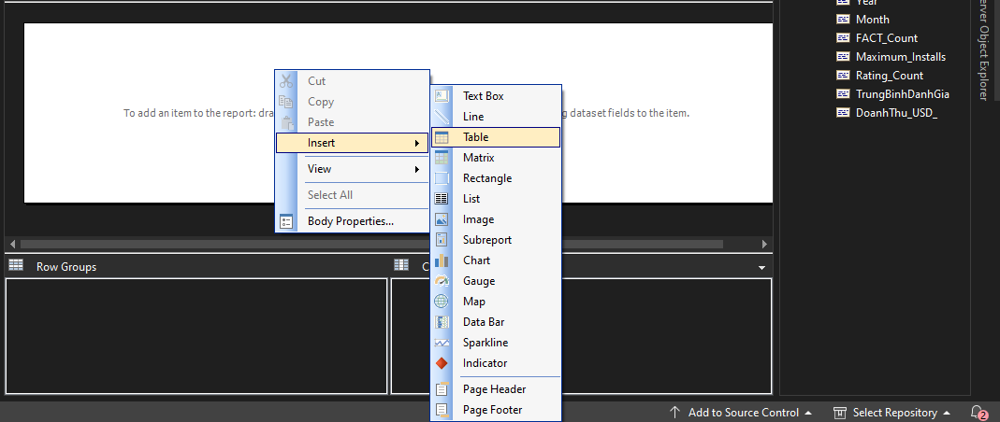 Year
Month
FACT_Count
Maximum_Installs
Rating_Count
TrungBinhDanhGia
DoanhThu_USD_
erver Object Explorer
To add an item to the report: dra
g dataset fields to the item.
Cut
Copy
Paste
Insert
View
Select All
Body Properties...
Text Box
Line
Table
Matrix
Rectangle
List
Image
Subreport
Chart
Gauge
Map
Data Bar
Sparkline
Indicator
Page Header
Page Footer
Row Groups
C
Add to Source Control
Select Repository
2